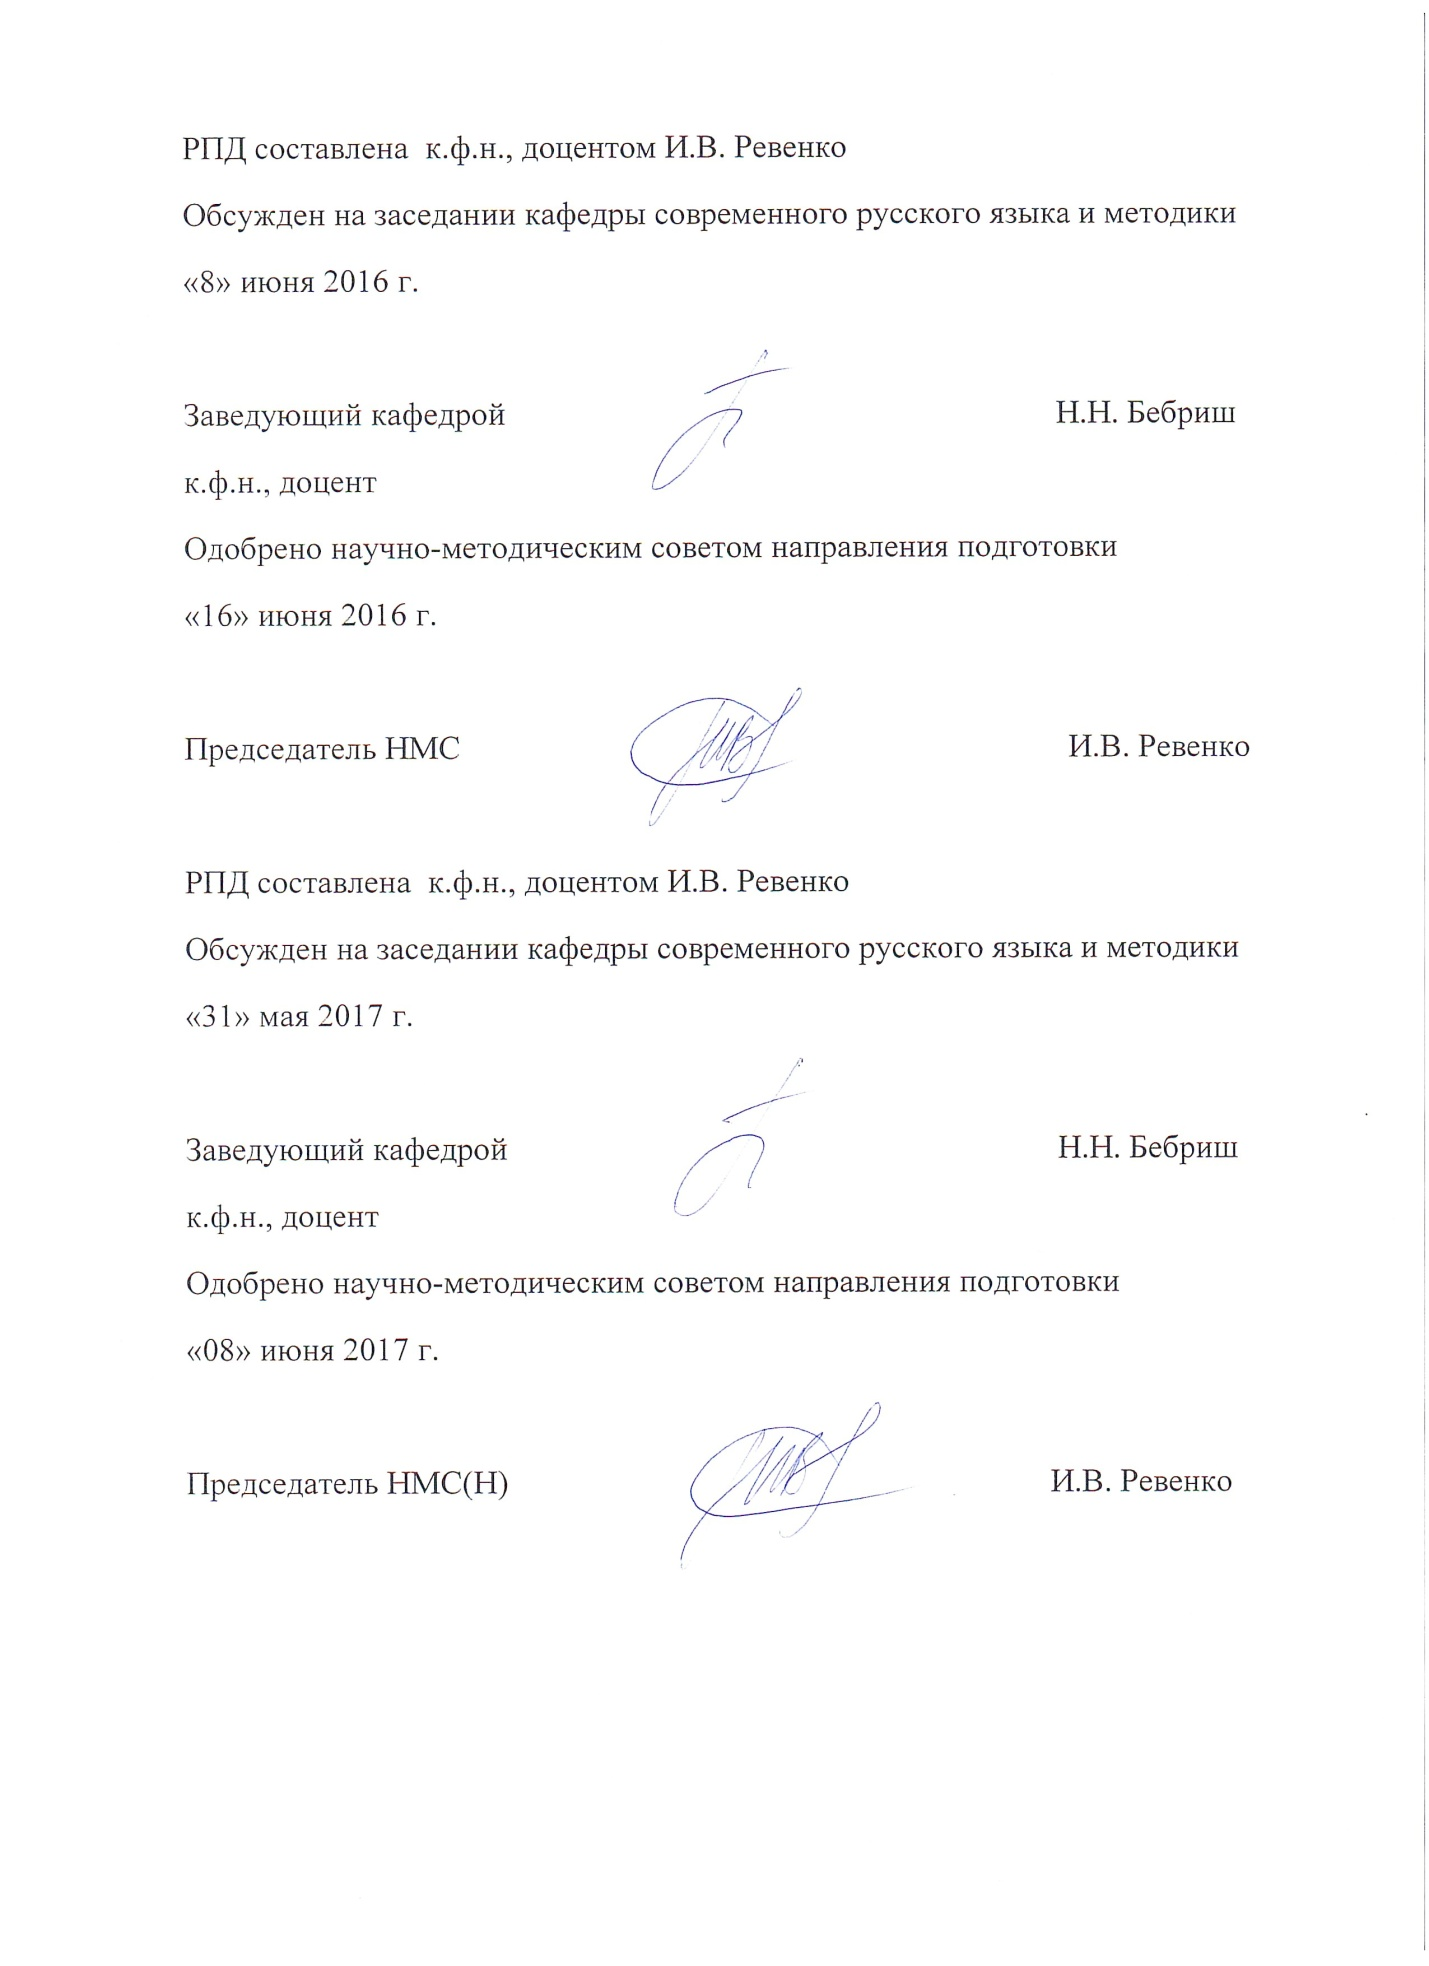 РПД составлена к.ф.н., доцентом И.В. Ревенко
Обсужден на заседании кафедры современного русского языка и методики
«8» июня 2016 г.
Заведующий кафедрой Н.Н. Бебриш
к.ф.н., доцент
Одобрено научно-методическим советом направления подготовки
«16» июня 2016 г.
Председатель НМС И.В. Ревенко
РПД составлена к.ф.н., доцентом И.В. Ревенко
Обсужден на заседании кафедры современного русского языка и методики
«31» мая 2017 г.
Заведующий кафедрой Н.Н. Бебриш
к.ф.н., доцент
Одобрено научно-методическим советом направления подготовки
«08» июня 2017 г.
Председатель НМС(Н) И.В. Ревенко